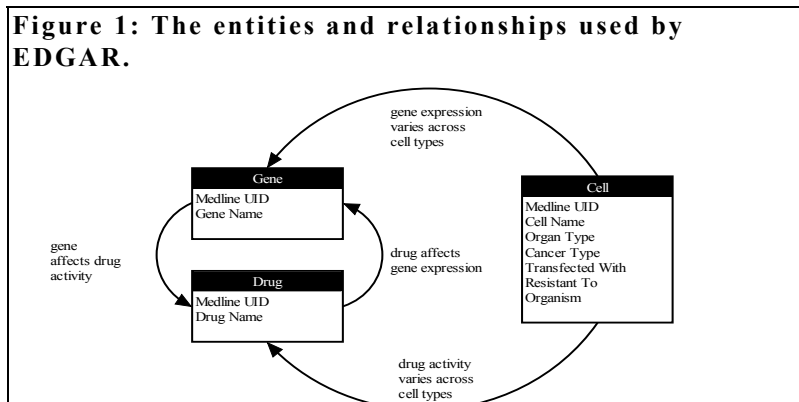 Figure 1: The entities and relationships used by
EDGAR.
gene expression
varies across
cell types
Gene
Medline UID
Gene Name
Cell
Medline UID
Cell Name
Organ Type
Cancer Type
Transfected With
Resistant To
Organism
gene
affects drug
activity
drug affects
gene expression
Drug
Medline UID
Drug Name
drug activity
varies across
cell types